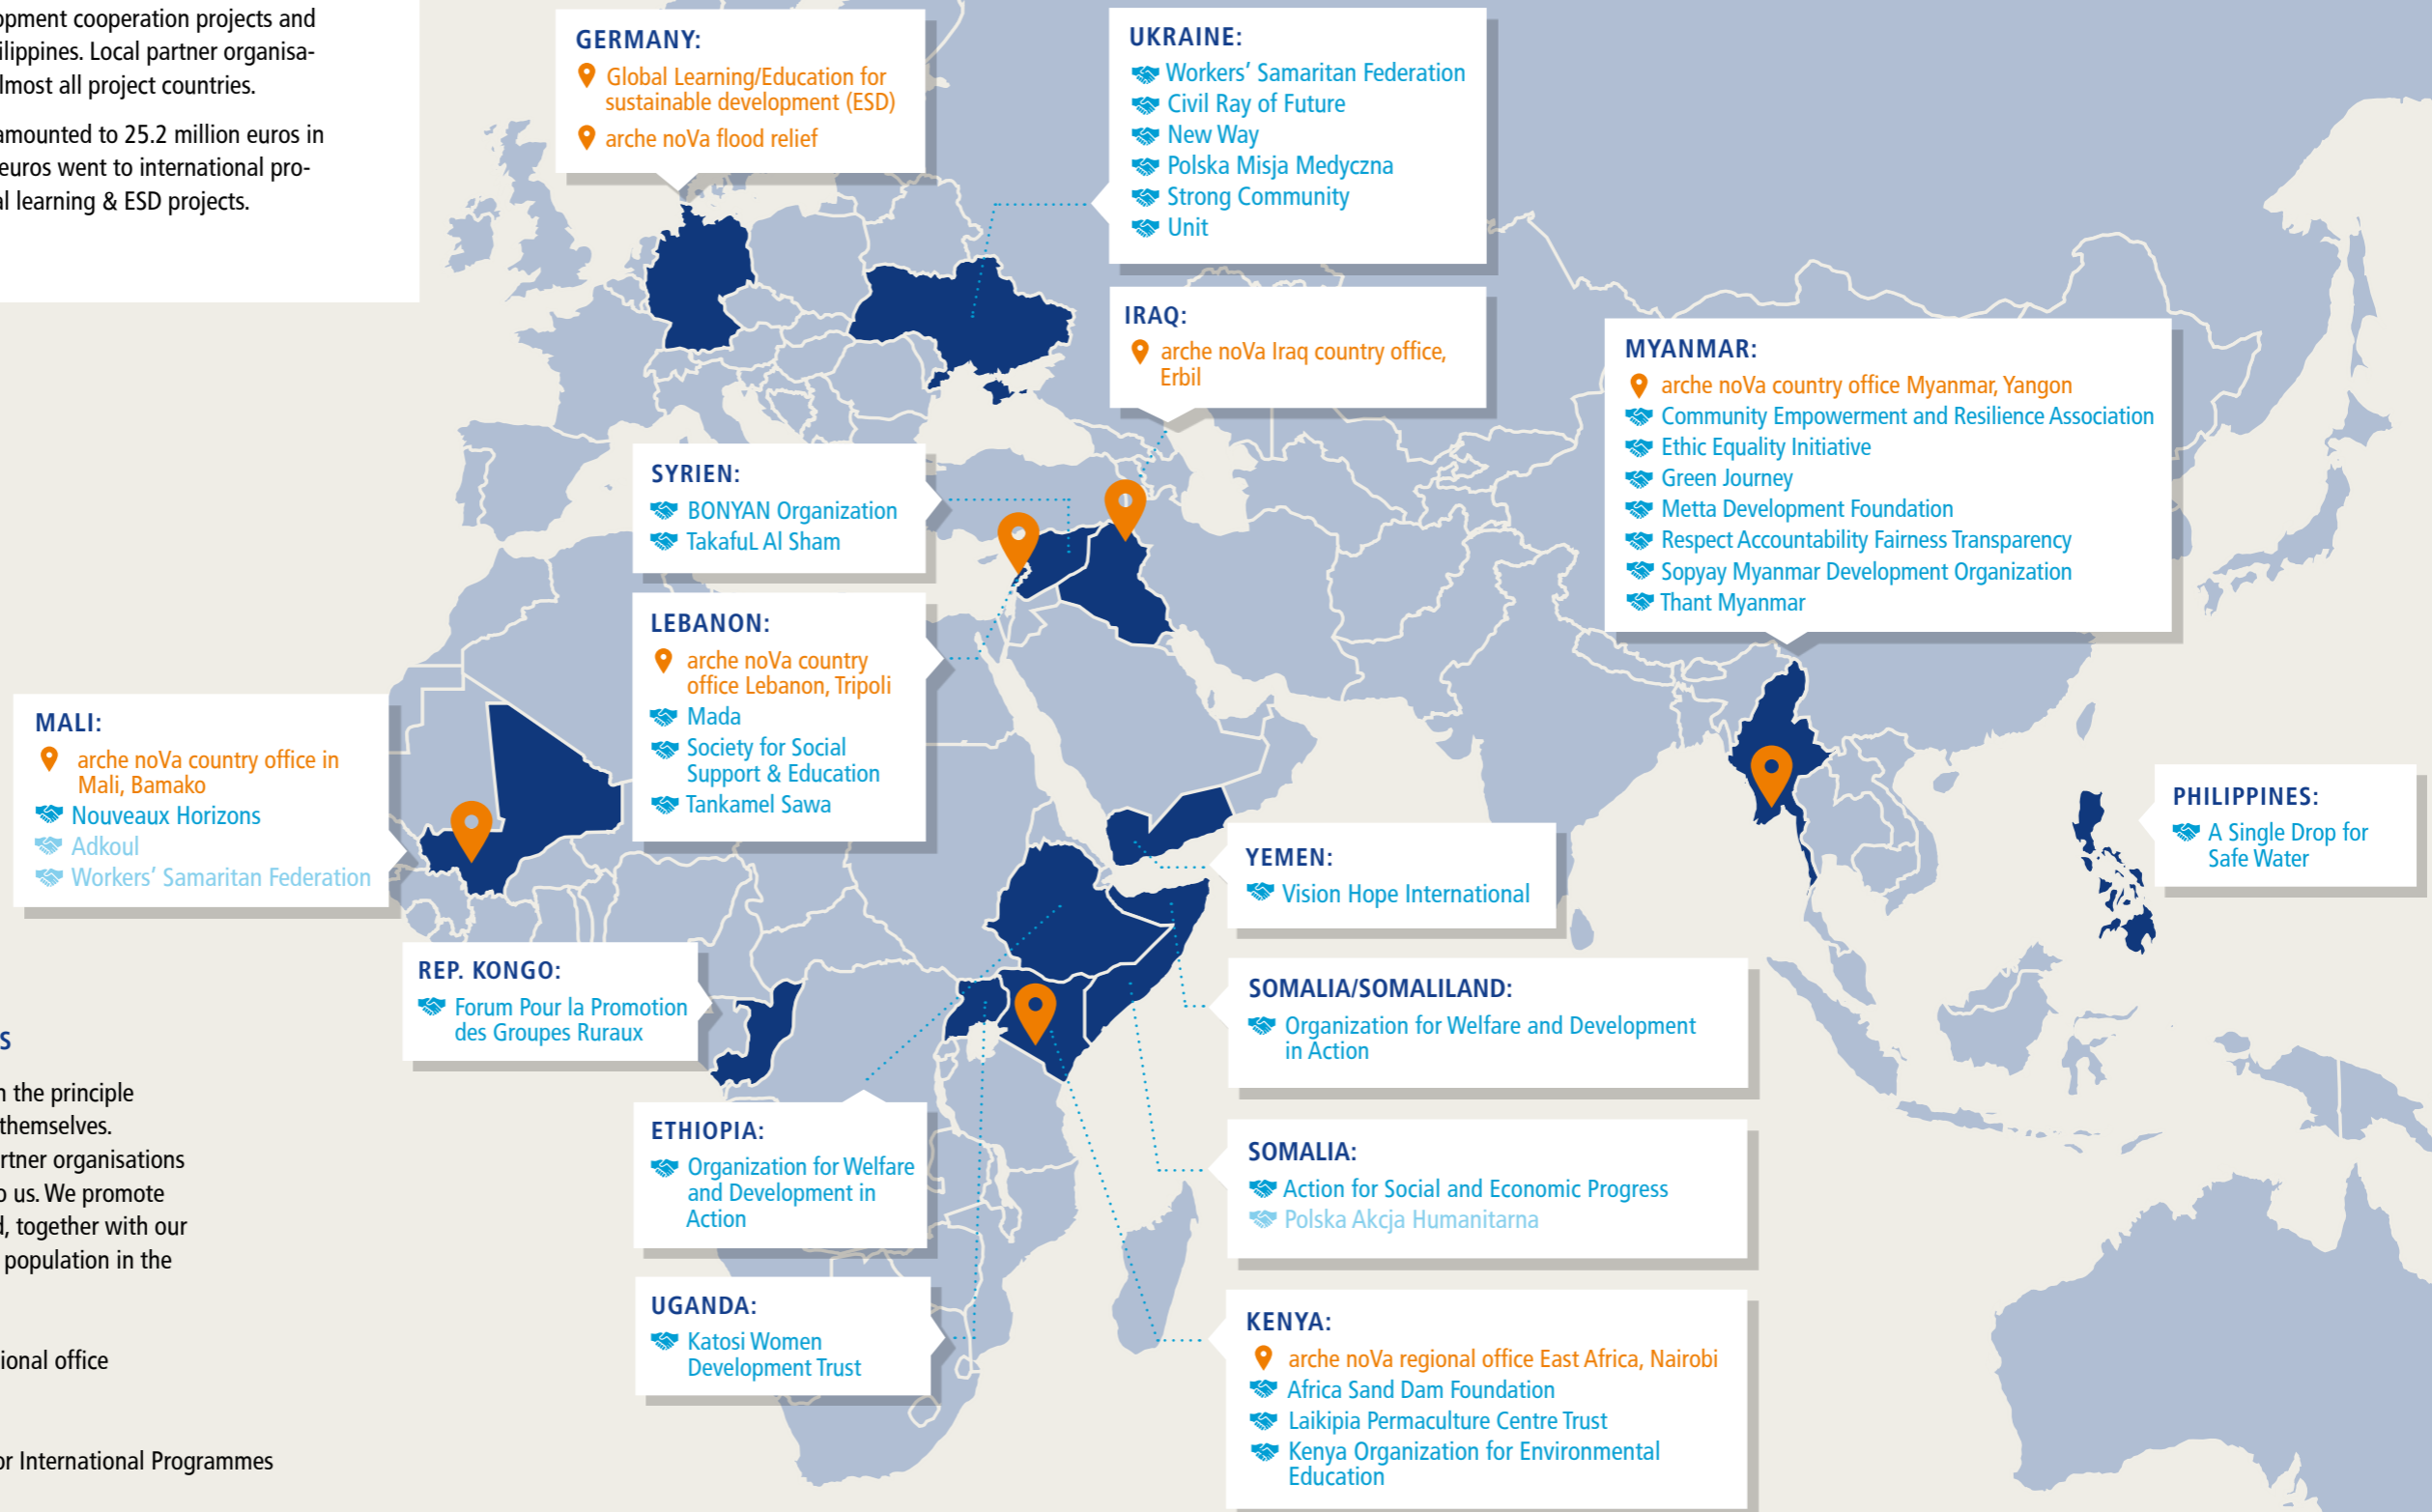 opment cooperation projects and
ilippines. Local partner organisa-
lmost all project countries.
amounted to 25.2 million euros in
euros went to international pro-
al learning & ESD projects.
GERMANY:
Global Learning/Education for
sustainable development (ESD)
arche noVa flood relief
UKRAINE:
Workers' Samaritan Federation
Civil Ray of Future
New Way
Polska Misja Medyczna
Strong Community
Unit
IRAQ:
arche noVa Iraq country office,
Erbil
MYANMAR:
arche noVa country office Myanmar, Yangon
Community Empowerment and Resilience Association
Ethic Equality Initiative
Green Journey
Metta Development Foundation
Respect Accountability Fairness Transparency
Sopyay Myanmar Development Organization
Thant Myanmar
SYRIEN:
BONYAN Organization
TakafuL Al Sham
LEBANON:
arche noVa country
office Lebanon, Tripoli
Mada
Society for Social
Support & Education
Tankamel Sawa
MALI:
arche noVa country office in
Mali, Bamako
Nouveaux Horizons
Adkoul
Workers' Samaritan Federation
PHILIPPINES:
A Single Drop for
Safe Water
YEMEN:
Vision Hope International
REP. KONGO:
Forum Pour la Promotion
des Groupes Ruraux
SOMALIA/SOMALILAND:
Organization for Welfare and Development
in Action
ETHIOPIA:
Organization for Welfare
and Development in
Action
SOMALIA:
Action for Social and Economic Progress
Polska Akcja Humanitarna
UGANDA:
Katosi Women
Development Trust
KENYA:
arche noVa regional office East Africa, Nairobi
Africa Sand Dam Foundation
Laikipia Permaculture Centre Trust
Kenya Organization for Environmental
Education
S
n the principle
themselves.
rtner organisations
o us. We promote
d, together with our
population in the
ional office
or International Programmes